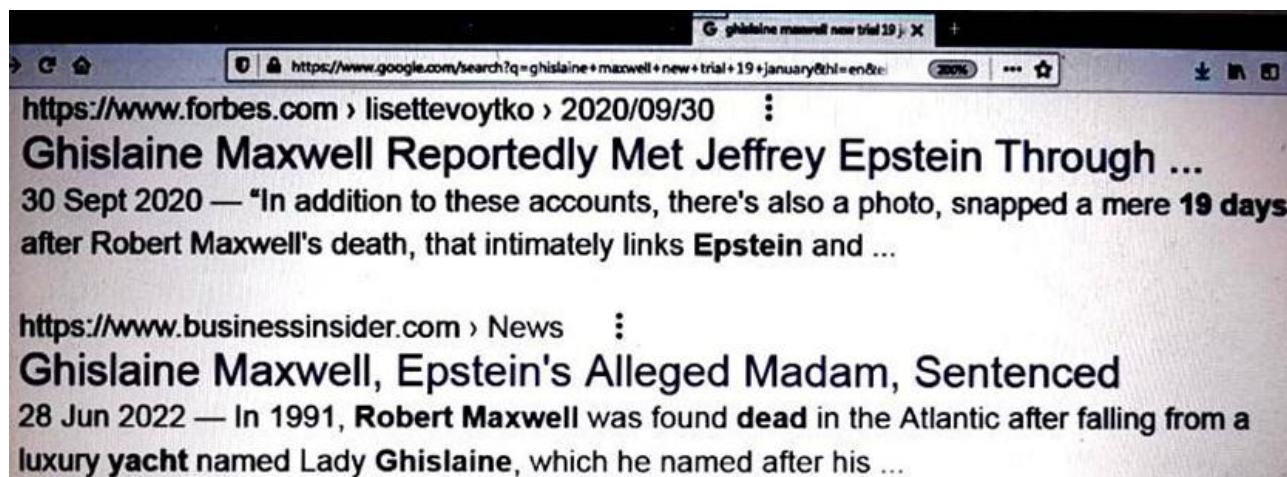 G ghislaine maxwell new trial 19 j
https://www.google.com/search?q=ghislaine+maxwell+new+trial+19+january&hl=en&ei
200%
https://www.forbes.com › lisettevoytko › 2020/09/30
Ghislaine Maxwell Reportedly Met Jeffrey Epstein Through ...
30 Sept 2020 — “In addition to these accounts, there's also a photo, snapped a mere 19 days
after Robert Maxwell's death, that intimately links Epstein and ...
https://www.businessinsider.com › News
Ghislaine Maxwell, Epstein's Alleged Madam, Sentenced
28 Jun 2022 — In 1991, Robert Maxwell was found dead in the Atlantic after falling from a
luxury yacht named Lady Ghislaine, which he named after his ...